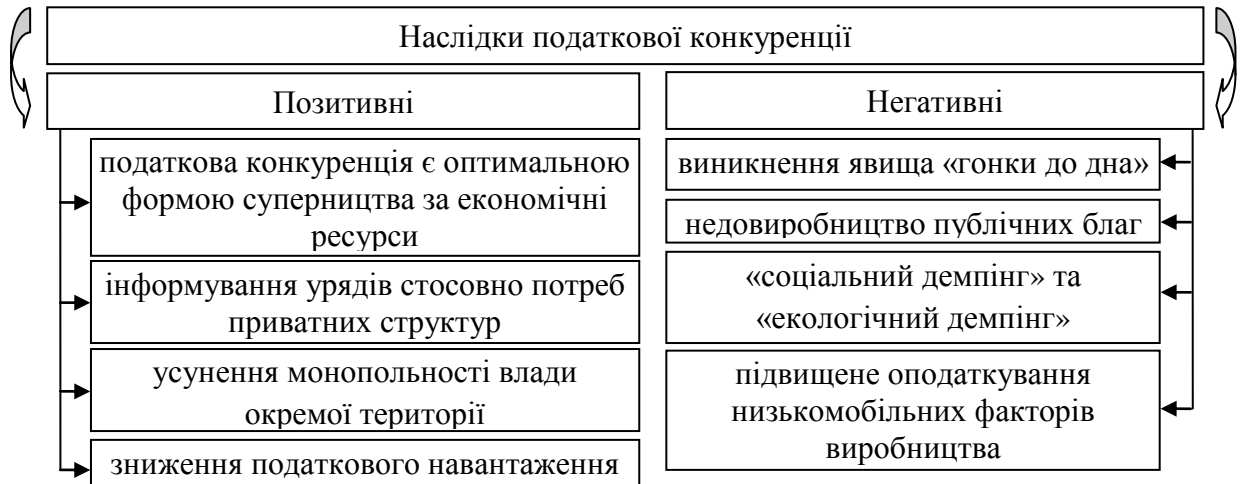 Наслідки податкової конкуренції
Позитивні
податкова конкуренція є оптимальною
формою суперництва за економічні
ресурси
інформування урядів стосовно потреб
приватних структур
усунення монопольності влади
окремої території
зниження податкового навантаження
Негативні
виникнення явища «гонки до дна»
недовиробництво публічних благ
«соціальний демпінг» та
«екологічний демпінг»
підвищене оподаткування
низькомобільних факторів
виробництва